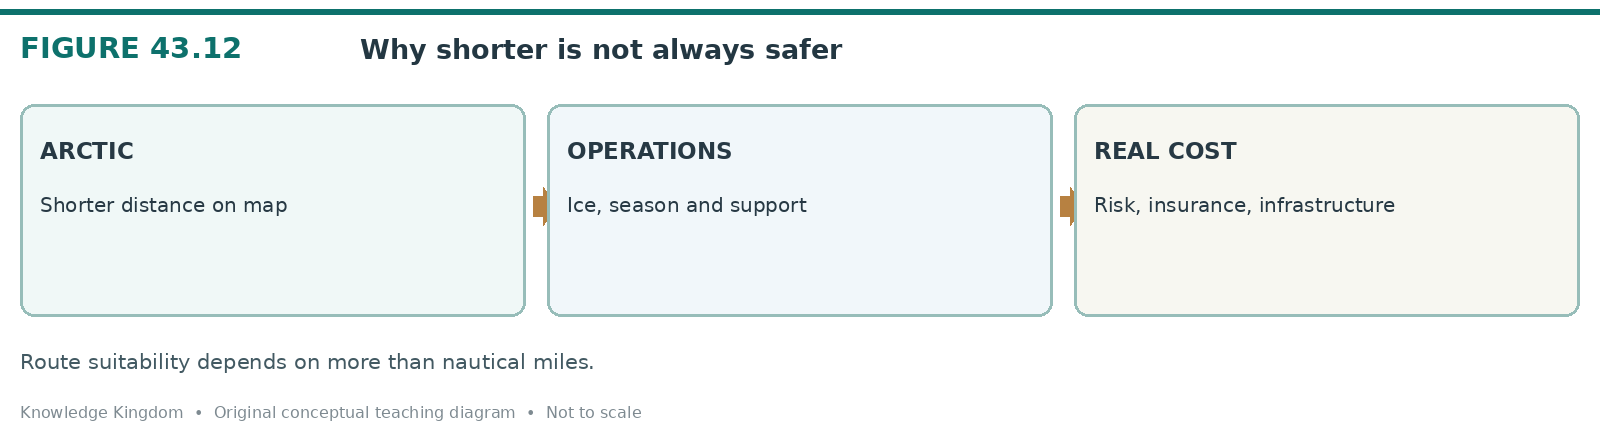 FIGURE 43.12
Why shorter is not always safer
ARCTIC
Shorter distance on map
OPERATIONS
Ice, season and support
REAL COST
Risk, insurance, infrastructure
Route suitability depends on more than nautical miles.
Knowledge Kingdom • Original conceptual teaching diagram • Not to scale